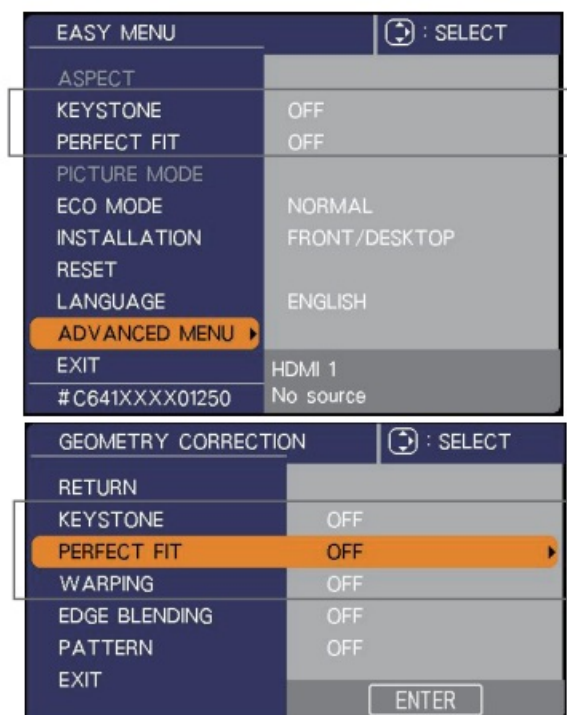 EASY MENU : SELECT
ASPECT
KEYSTONE OFF
PERFECT FIT OFF
PICTURE MODE
ECO MODE NORMAL
INSTALLATION FRONT/DESKTOP
RESET
LANGUAGE ENGLISH
ADVANCED MENU
EXIT HDMI 1
#C641XXXX01250 No source
GEOMETRY CORRECTION : SELECT
RETURN
KEYSTONE OFF
PERFECT FIT OFF
WARPING OFF
EDGE BLENDING OFF
PATTERN OFF
EXIT
ENTER